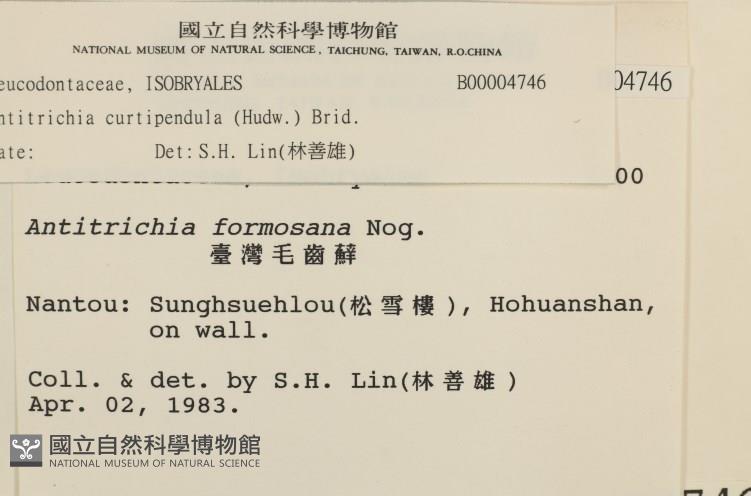 國立自然科學博物館
NATIONAL MUSEUM OF NATURAL SCIENCE, TAICHUNG, TAIWAN, R.O.CHINA
eucodontaceae, ISOBRYALES B00004746 04746
ntitrichia curtipendula (Hudw.) Brid.
ate: Det: S.H. Lin(林善雄)
00
Antitrichia formosana Nog.
臺灣毛齒蘚
Nantou: Sunghsuehlou(松雪樓), Hohuanshan,
on wall.
Coll. & det. by S.H. Lin(林善雄)
Apr. 02, 1983.
國立自然科學博物館
NATIONAL MUSEUM OF NATURAL SCIENCE